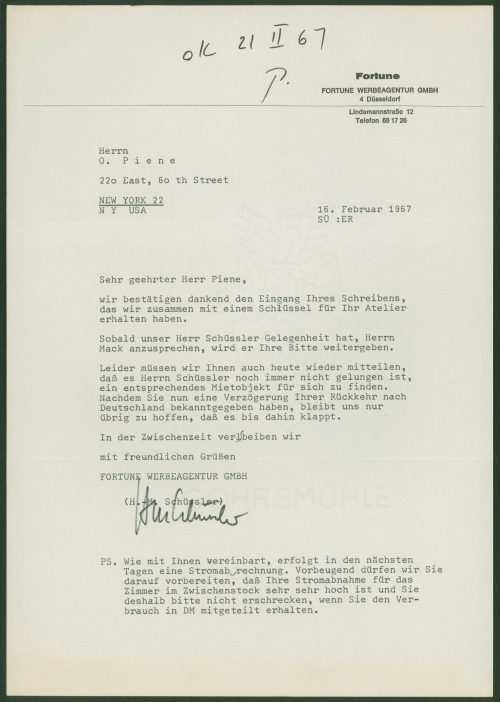 ok 21 II 67
P.
Fortune
FORTUNE WERBEAGENTUR GMBH
4 Düsseldorf
Lindemannstraße 12
Telefon 68 17 26
Herrn
O. P i e n e
22o East, 6o th Street
NEW YORK 22
N Y USA
16. Februar 1967
SÜ :ER
Sehr geehrter Herr Piene,
wir bestätigen dankend den Eingang Ihres Schreibens,
das wir zusammen mit einem Schlüssel für Ihr Atelier
erhalten haben.
Sobald unser Herr Schüssler Gelegenheit hat, Herrn
Mack anzusprechen, wird er Ihre Bitte weitergeben.
Leider müssen wir Ihnen auch heute wieder mitteilen,
daß es Herrn Schüssler noch immer nicht gelungen ist,
ein entsprechendes Mietobjekt für sich zu finden.
Nachdem Sie nun eine Verzögerung Ihrer Rückkehr nach
Deutschland bekanntgegeben haben, bleibt uns nur
übrig zu hoffen, daß es bis dahin klappt.
In der Zwischenzeit verbleiben wir
mit freundlichen Grüßen
FORTUNE WERBEAGENTUR GMBH
Schüssler)
PS. Wie mit Ihnen vereinbart, erfolgt in den nächsten
Tagen eine Stromabrechnung. Vorbeugend dürfen wir Sie
darauf vorbereiten, daß Ihre Stromabnahme für das
Zimmer im Zwischenstock sehr sehr hoch ist und Sie
deshalb bitte nicht erschrecken, wenn Sie den Ver-
brauch in DM mitgeteilt erhalten.